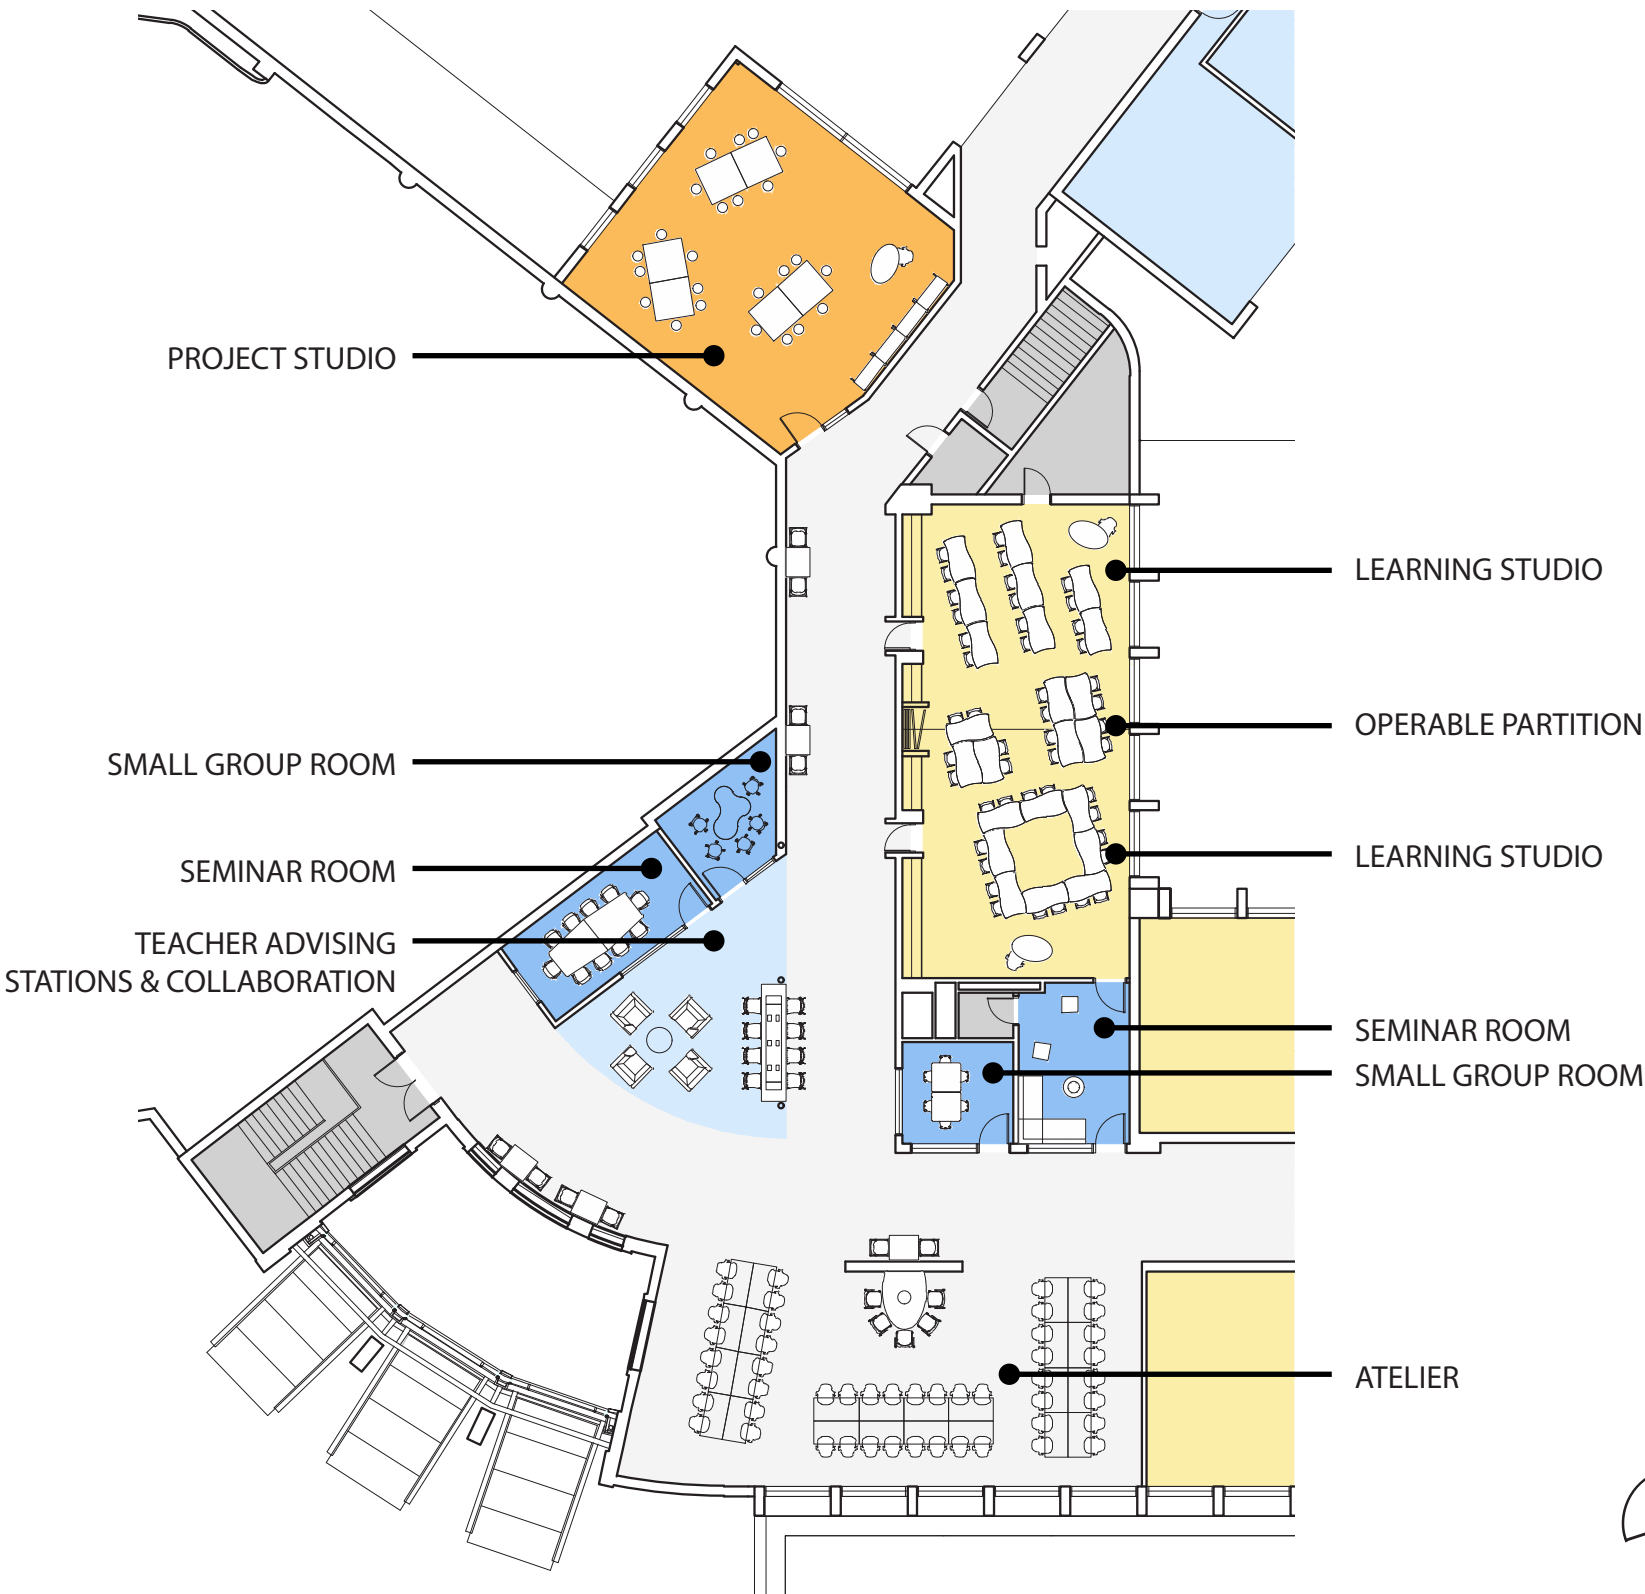 PROJECT STUDIO
SMALL GROUP ROOM
SEMINAR ROOM
TEACHER ADVISING
STATIONS & COLLABORATION
LEARNING STUDIO
OPERABLE PARTITION
LEARNING STUDIO
SEMINAR ROOM
SMALL GROUP ROOM
ATELIER